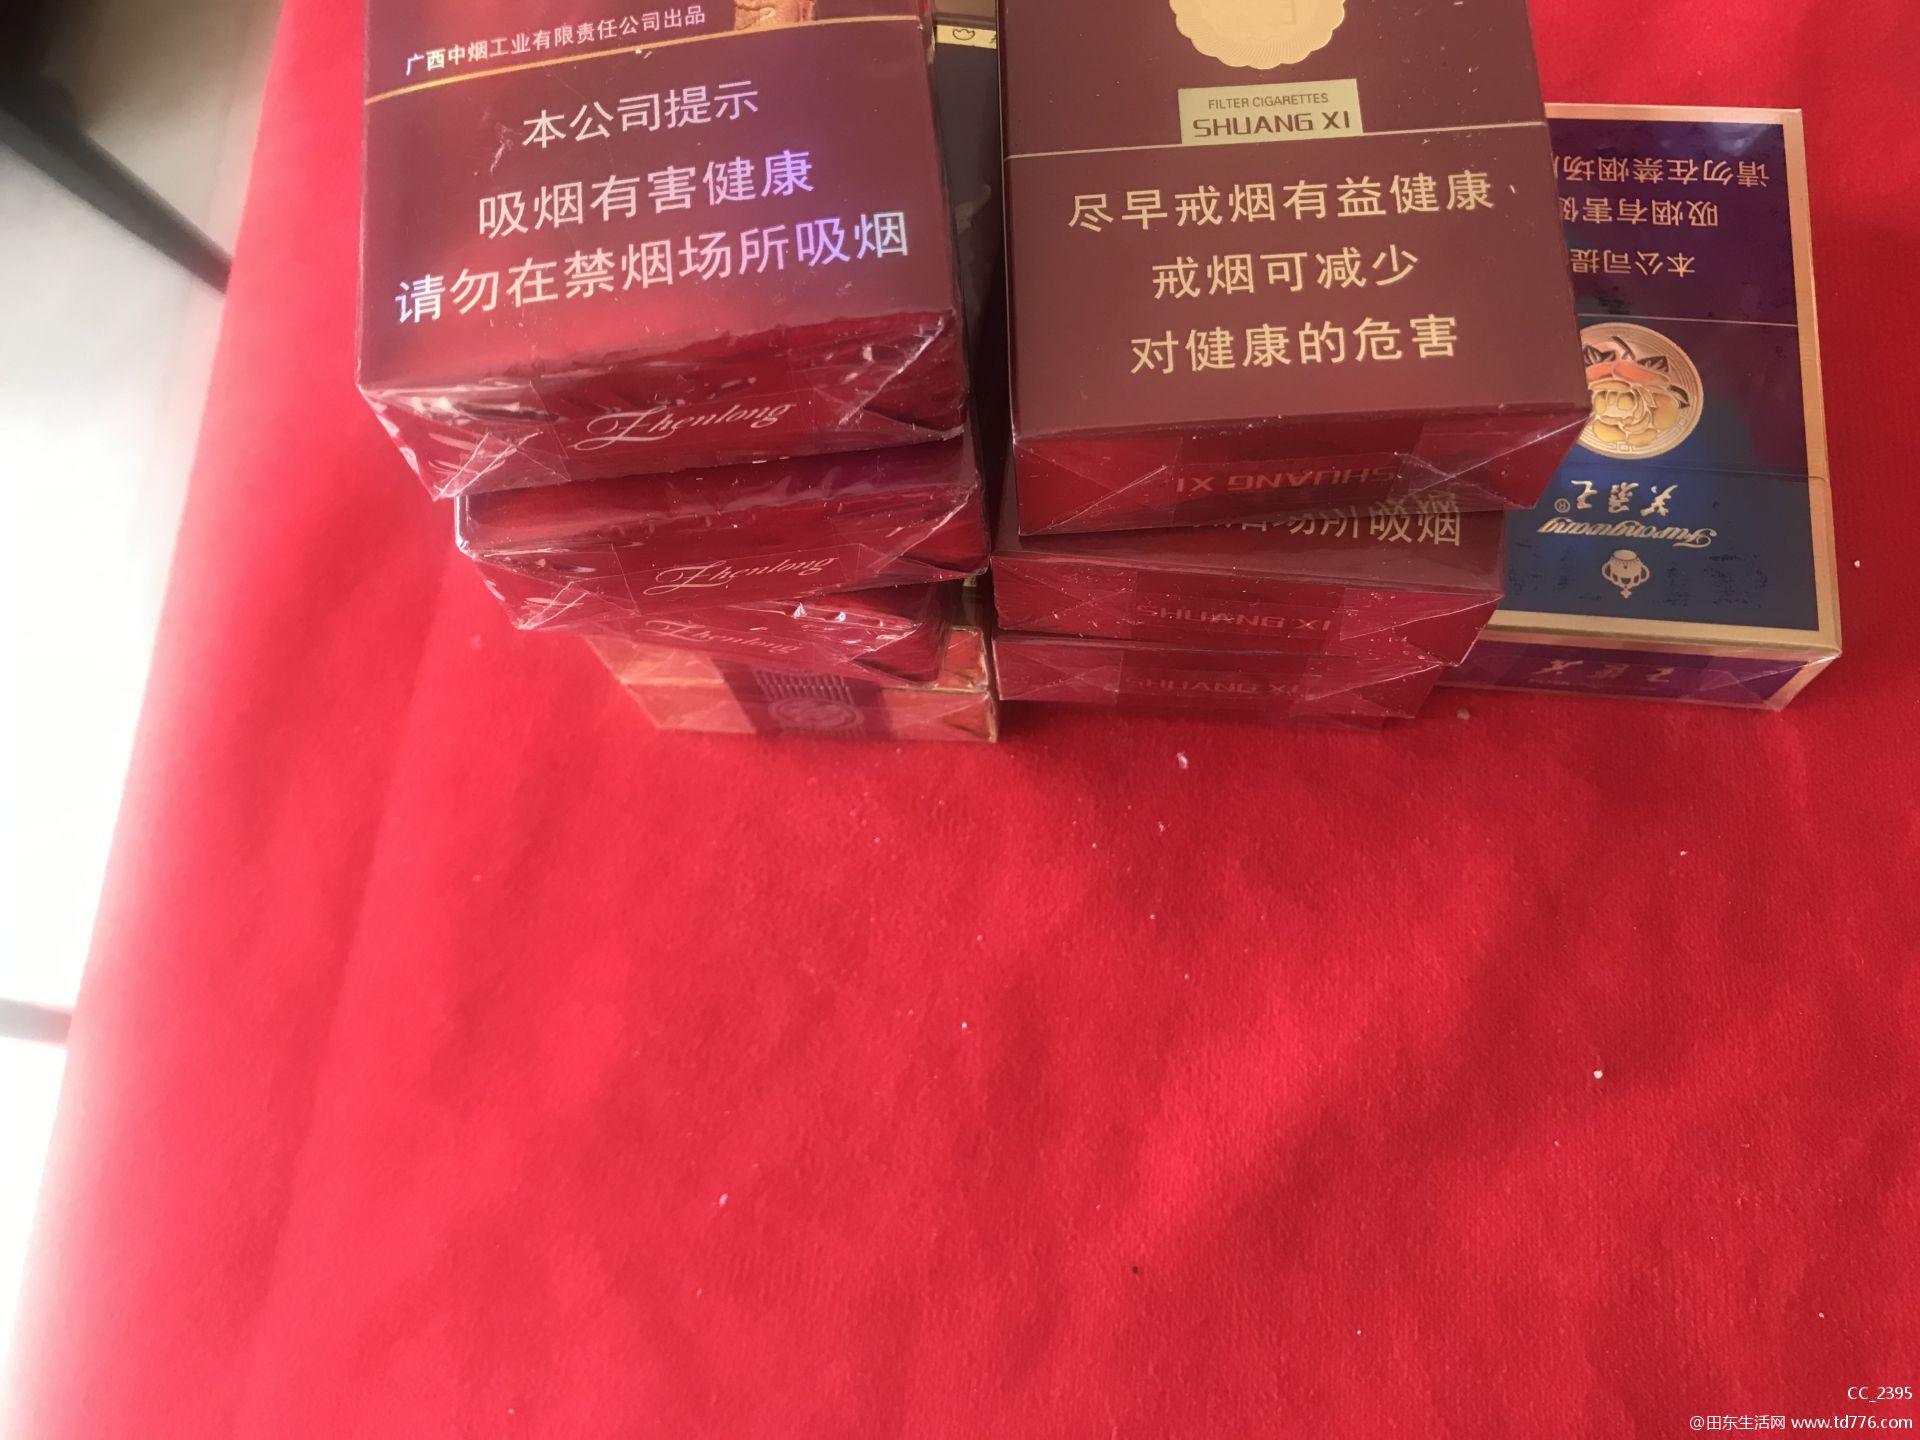 广西中烟工业有限责任公司出品
本公司提示
吸烟有害健康
请勿在禁烟场所吸烟
Zhenlong
Zhenlong
Zhenlong
FILTER CIGARETTES
SHUANG XI
尽早戒烟有益健康
戒烟可减少
对健康的危害
SHUANG XI
场所吸烟
SHUANG XI
SHUANG XI
请勿在禁烟场
吸烟有害健
本公司提
芙蓉王®
Furongwang
芙蓉王
CC_2395
@田东生活网 www.td776.com